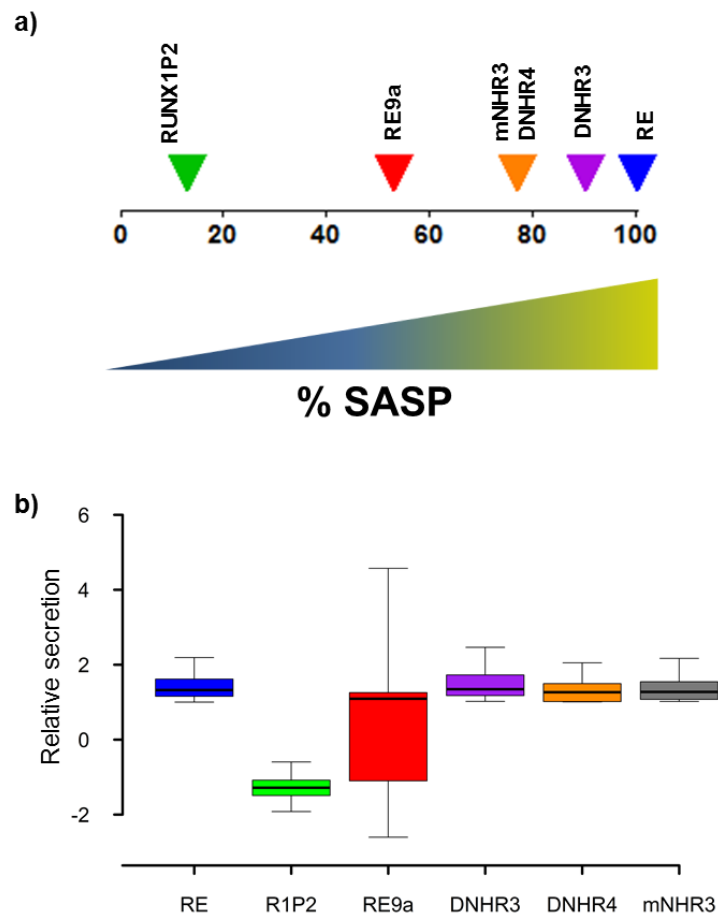 a)
RUNX1P2
RE9a
mNHR3
DNHR4
DNHR3
RE
0 20 40 60 80 100
% SASP
b)
6
4
2
0
-2
Relative secretion
RE R1P2 RE9a DNHR3 DNHR4 mNHR3